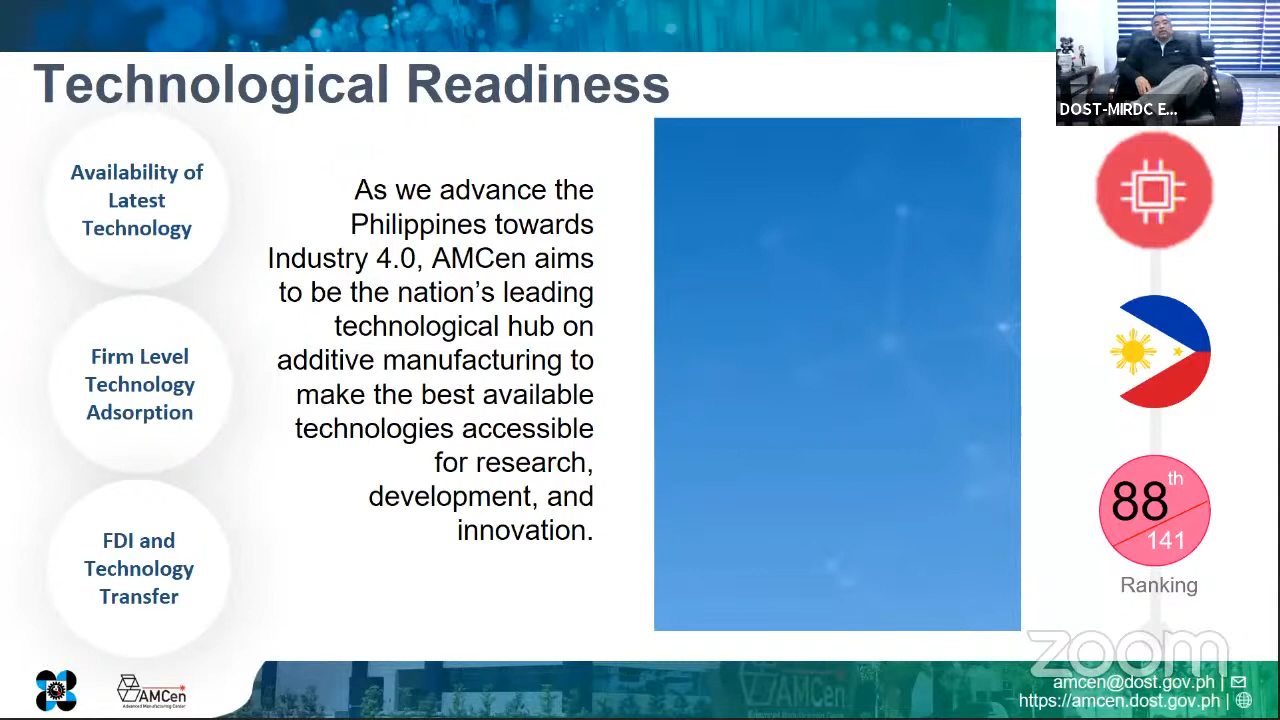 Technological Readiness
DOST-MIRDC E...
Availability of
Latest
Technology
Firm Level
Technology
Adsorption
FDI and
Technology
Transfer
As we advance the
Philippines towards
Industry 4.0, AMCen aims
to be the nation’s leading
technological hub on
additive manufacturing to
make the best available
technologies accessible
for research,
development, and
innovation.
88th
141
Ranking
zoom
AMCen
Advanced Manufacturing Center
amcen@dost.gov.ph |
https://amcen.dost.gov.ph |